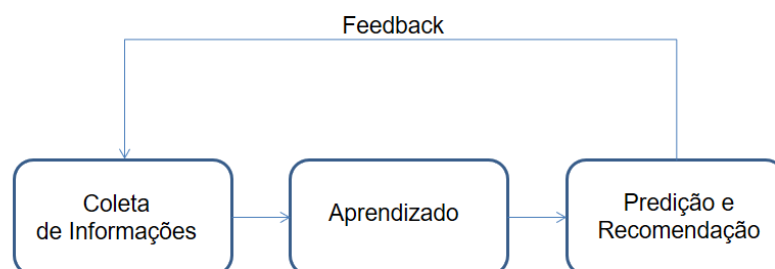 Feedback
Coleta
de Informações
Aprendizado
Predição e
Recomendação